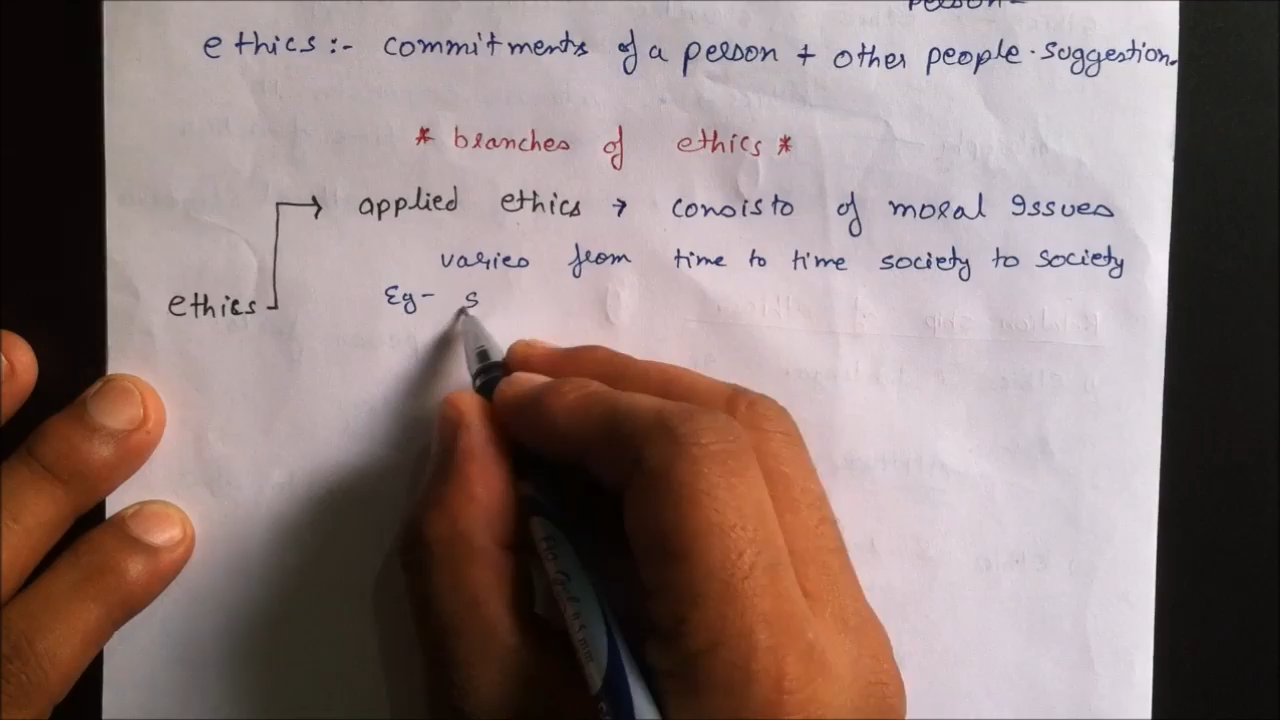 person-
ethics:- commitments of a person + other people suggestion.
* branches of ethics *
applied ethics → consists of moral Issues
varies from time to time society to society
Eg- S
ethics